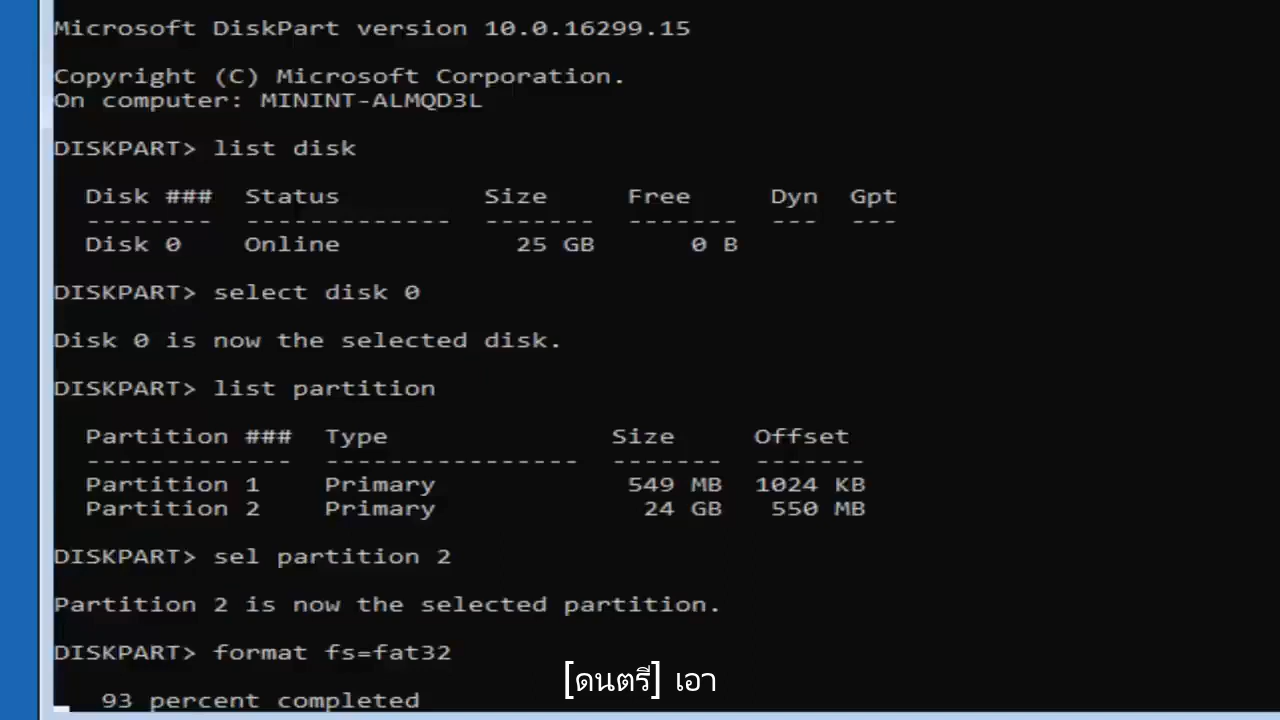 Microsoft DiskPart version 10.0.16299.15
Copyright (C) Microsoft Corporation.
On computer: MININT-ALMQD3L
DISKPART> list disk
Disk ###  Status         Size     Free     Dyn  Gpt
--------  -------------  -------  -------  ---  ---
Disk 0    Online           25 GB      0 B
DISKPART> select disk 0
Disk 0 is now the selected disk.
DISKPART> list partition
Partition ###  Type              Size     Offset
-------------  ----------------  -------  -------
Partition 1    Primary            549 MB  1024 KB
Partition 2    Primary             24 GB   550 MB
DISKPART> sel partition 2
Partition 2 is now the selected partition.
DISKPART> format fs=fat32
93 percent completed
[ดนตรี] เอา